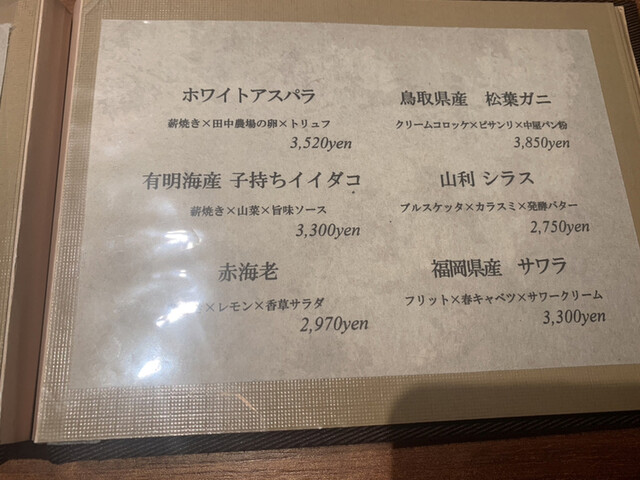 ホワイトアスパラ
薪焼き×田中農場の卵×トリュフ
3,520yen
有明海産 子持ちイイダコ
薪焼き×山菜×旨味ソース
3,300yen
赤海老
×レモン×香草サラダ
2,970yen
鳥取県産 松葉ガニ
クリームコロッケ×ピサンリ×中屋パン粉
3,850yen
山利 シラス
ブルスケッタ×カラスミ×発酵バター
2,750yen
福岡県産 サワラ
フリット×春キャベツ×サワークリーム
3,300yen